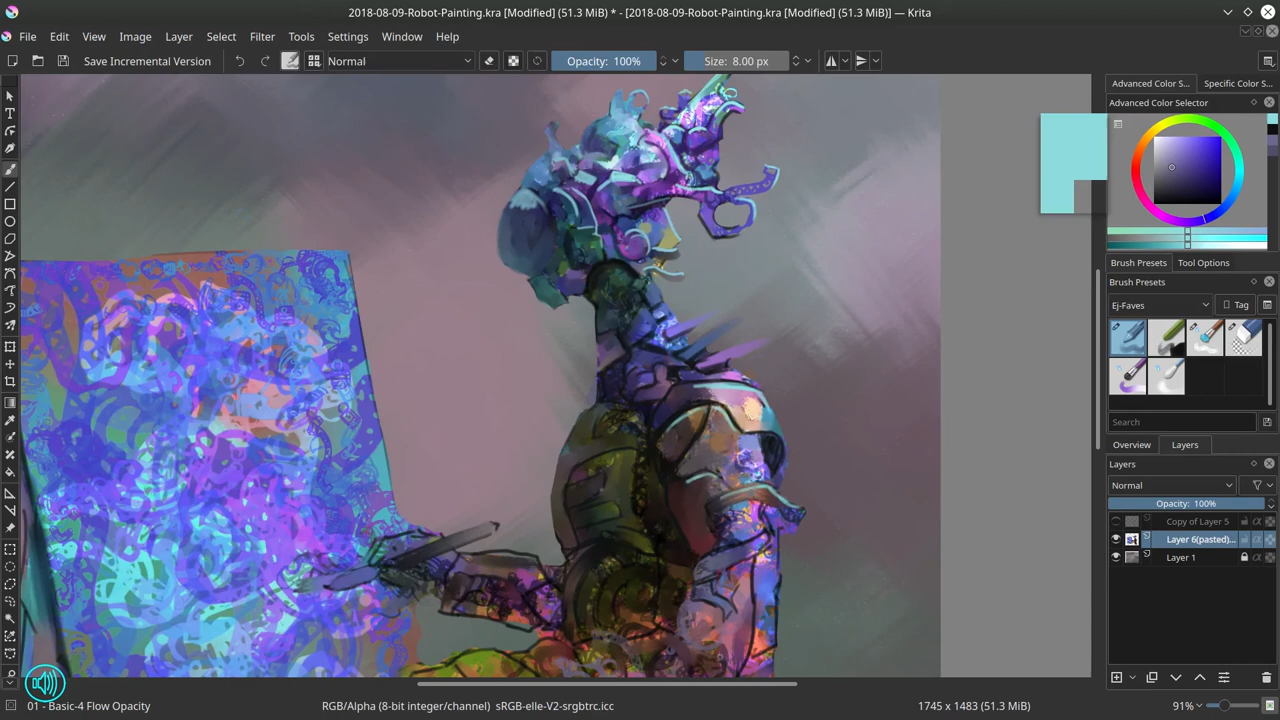 2018-08-09-Robot-Painting.kra [Modified] (51.3 MiB) * - [2018-08-09-Robot-Painting.kra [Modified] (51.3 MiB)] — Krita
File Edit View Image Layer Select Filter Tools Settings Window Help
Save Incremental Version Normal Opacity: 100% Size: 8.00 px
Advanced Color S... Specific Color S...
Advanced Color Selector
Brush Presets Tool Options
Brush Presets
Ej-Faves Tag
Search
Overview Layers
Layers
Normal
Opacity: 100%
Copy of Layer 5
Layer 6(pasted)...
Layer 1
01 - Basic-4 Flow Opacity RGB/Alpha (8-bit integer/channel) sRGB-elle-V2-srgbtrc.icc 1745 x 1483 (51.3 MiB) 91%